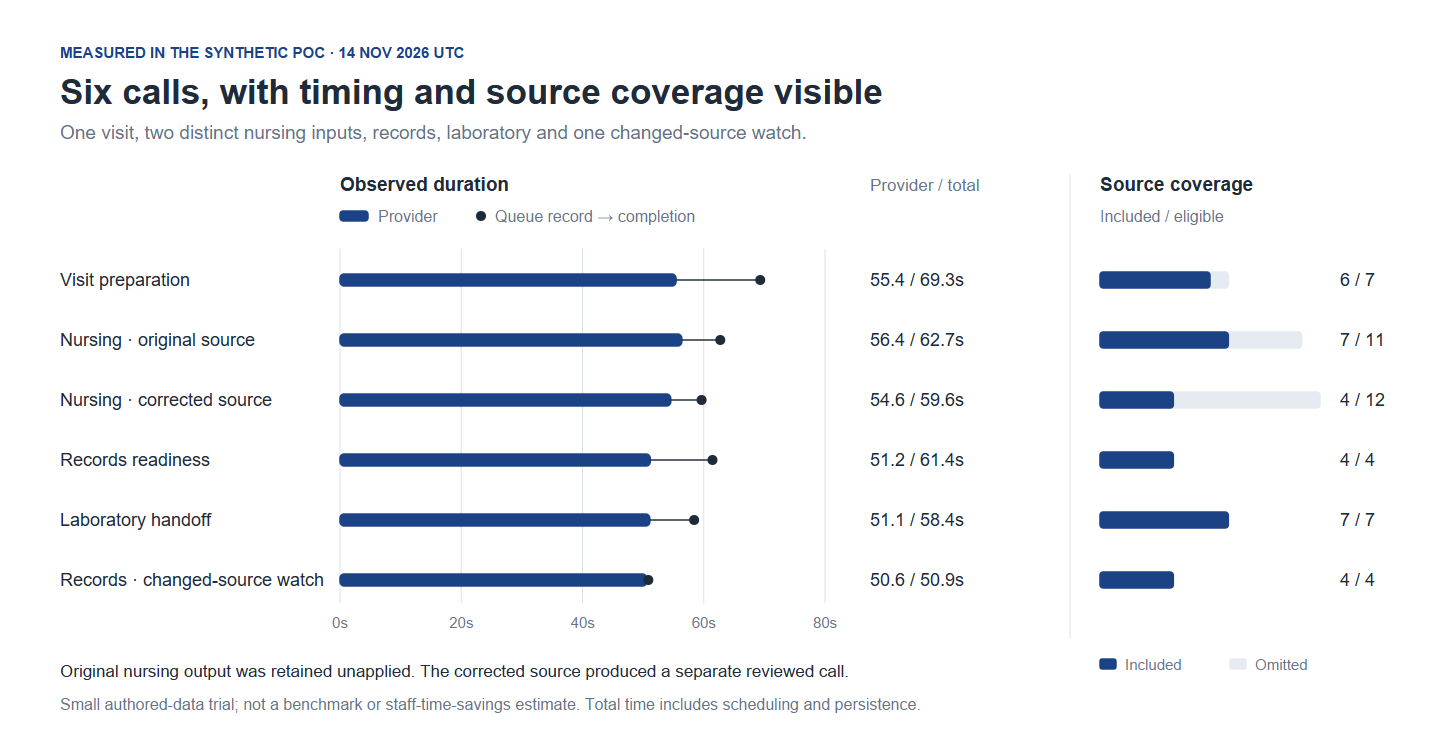 MEASURED IN THE SYNTHETIC POC · 14 NOV 2026 UTC
Six calls, with timing and source coverage visible
One visit, two distinct nursing inputs, records, laboratory and one changed-source watch.
Observed duration
Provider / total
Source coverage
Provider
Queue record → completion
Included / eligible
Visit preparation
55.4 / 69.3s
6 / 7
Nursing · original source
56.4 / 62.7s
7 / 11
Nursing · corrected source
54.6 / 59.6s
4 / 12
Records readiness
51.2 / 61.4s
4 / 4
Laboratory handoff
51.1 / 58.4s
7 / 7
Records · changed-source watch
50.6 / 50.9s
4 / 4
0s 20s 40s 60s 80s
Included
Omitted
Original nursing output was retained unapplied. The corrected source produced a separate reviewed call.
Small authored-data trial; not a benchmark or staff-time-savings estimate. Total time includes scheduling and persistence.